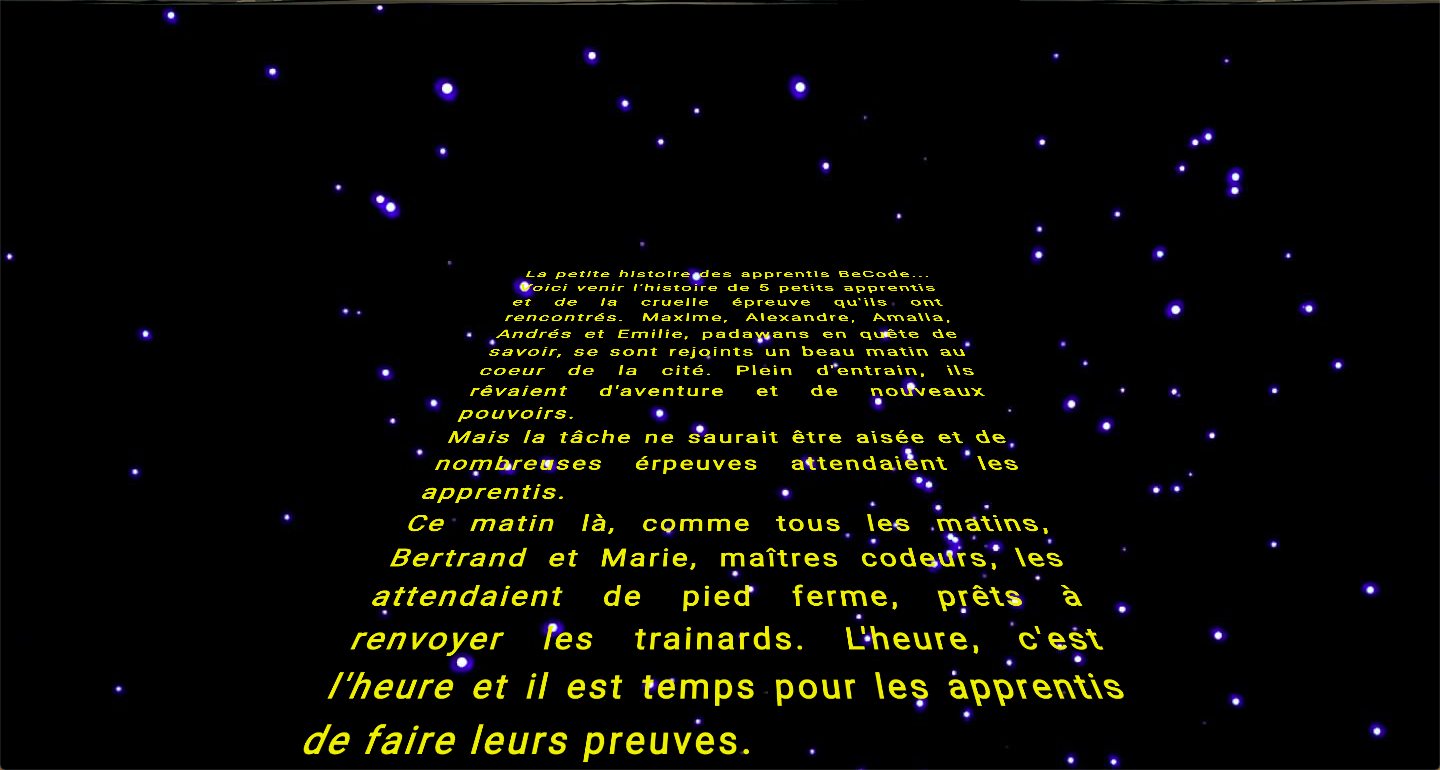 La petite histoire des apprentis BeCode...
Voici venir l'histoire de 5 petits apprentis
et de la cruelle épreuve qu'ils ont
rencontrés. Maxime, Alexandre, Amalia,
Andrés et Emilie, padawans en quête de
savoir, se sont rejoints un beau matin au
coeur de la cité. Plein d'entrain, ils
rêvaient d'aventure et de nouveaux
pouvoirs.
Mais la tâche ne saurait être aisée et de
nombreuses érpeuves attendaient les
apprentis.
Ce matin là, comme tous les matins,
Bertrand et Marie, maîtres codeurs, les
attendaient de pied ferme, prêts à
renvoyer les trainards. L'heure, c'est
l'heure et il est temps pour les apprentis
de faire leurs preuves.